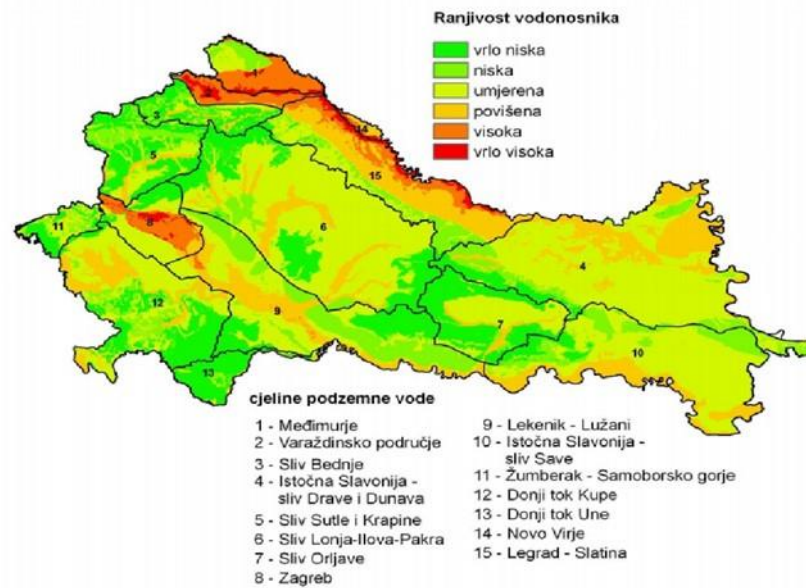 Ranjivost vodonosnika
vrlo niska
niska
umjerena
povišena
visoka
vrlo visoka
1
3
14
5
15
8
11
6
4
12
9
7
10
13
cjeline podzemne vode
1 - Međimurje
2 - Varaždinsko područje
3 - Sliv Bednje
4 - Istočna Slavonija -
sliv Drave i Dunava
5 - Sliv Sutle i Krapine
6 - Sliv Lonja-Ilova-Pakra
7 - Sliv Orljave
8 - Zagreb
9 - Lekenik - Lužani
10 - Istočna Slavonija -
sliv Save
11 - Žumberak - Samoborsko gorje
12 - Donji tok Kupe
13 - Donji tok Une
14 - Novo Virje
15 - Legrad - Slatina